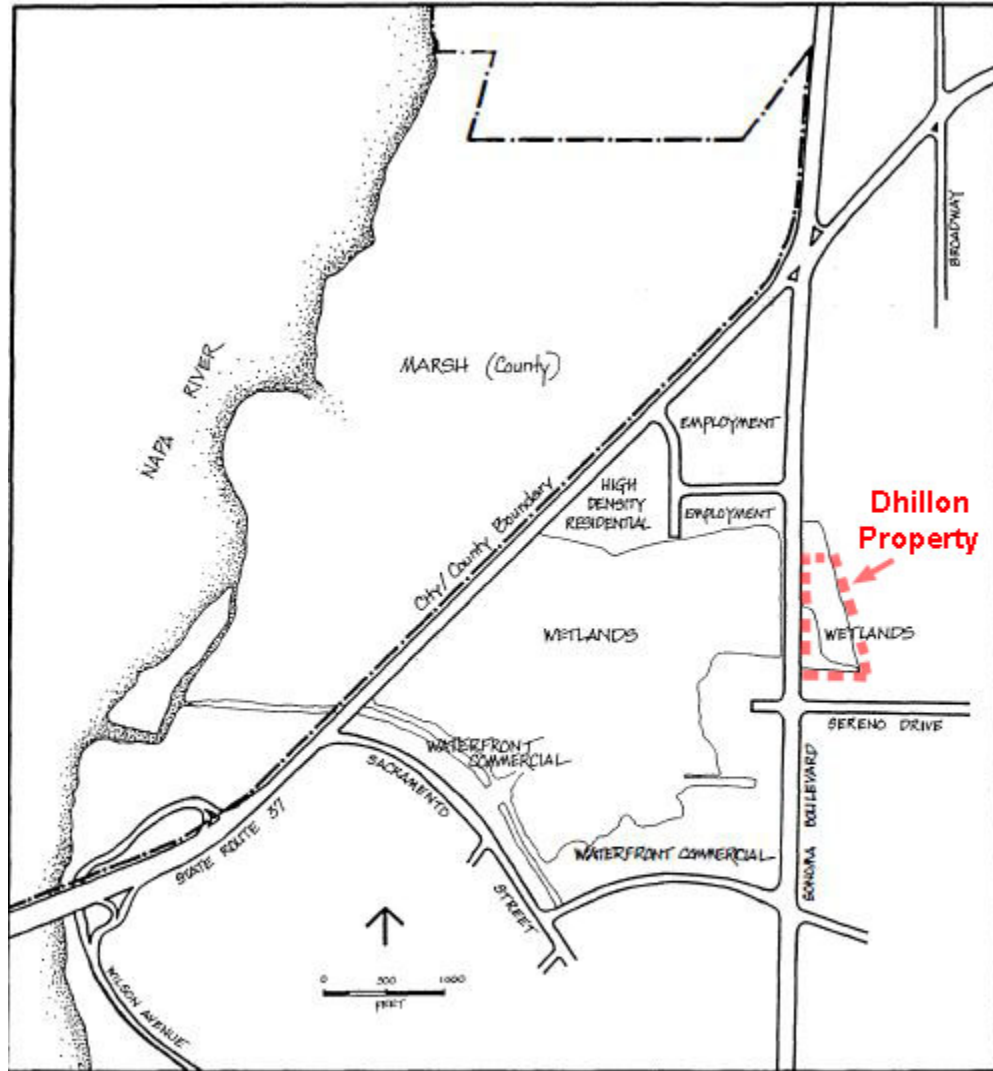 BROADWAY
NAPA RIVER
MARSH (County)
EMPLOYMENT
HIGH
DENSITY
RESIDENTIAL
EMPLOYMENT
Dhillon
Property
City/County Boundary
WETLANDS
WETLANDS
SERENO DRIVE
WATERFRONT
COMMERCIAL
SACRAMENTO STREET
SONOMA BOULEVARD
STATE ROUTE 37
WATERFRONT COMMERCIAL
WILSON AVENUE
0 500 1000
FEET